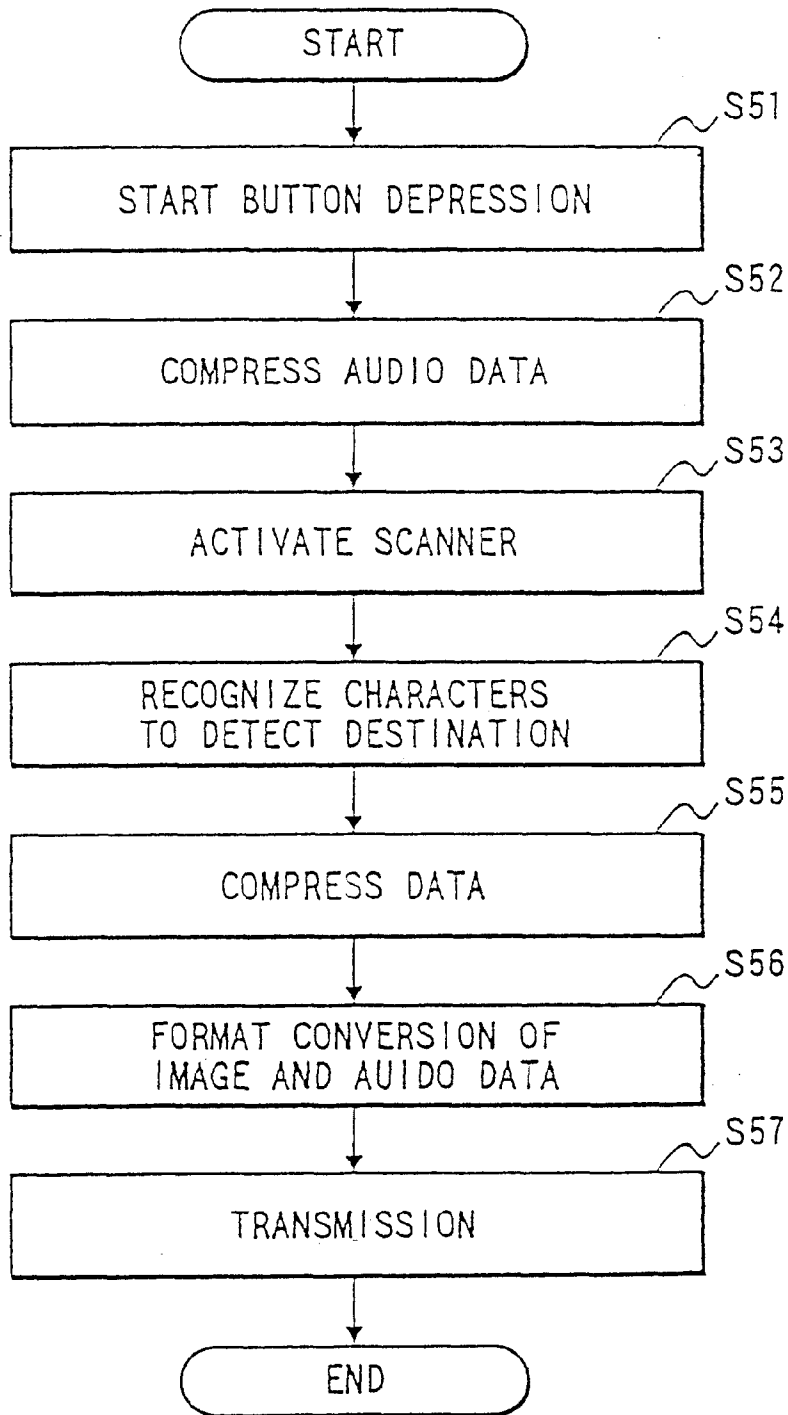 START
S51
START BUTTON DEPRESSION
S52
COMPRESS AUDIO DATA
S53
ACTIVATE SCANNER
S54
RECOGNIZE CHARACTERS
TO DETECT DESTINATION
S55
COMPRESS DATA
S56
FORMAT CONVERSION OF
IMAGE AND AUIDO DATA
S57
TRANSMISSION
END